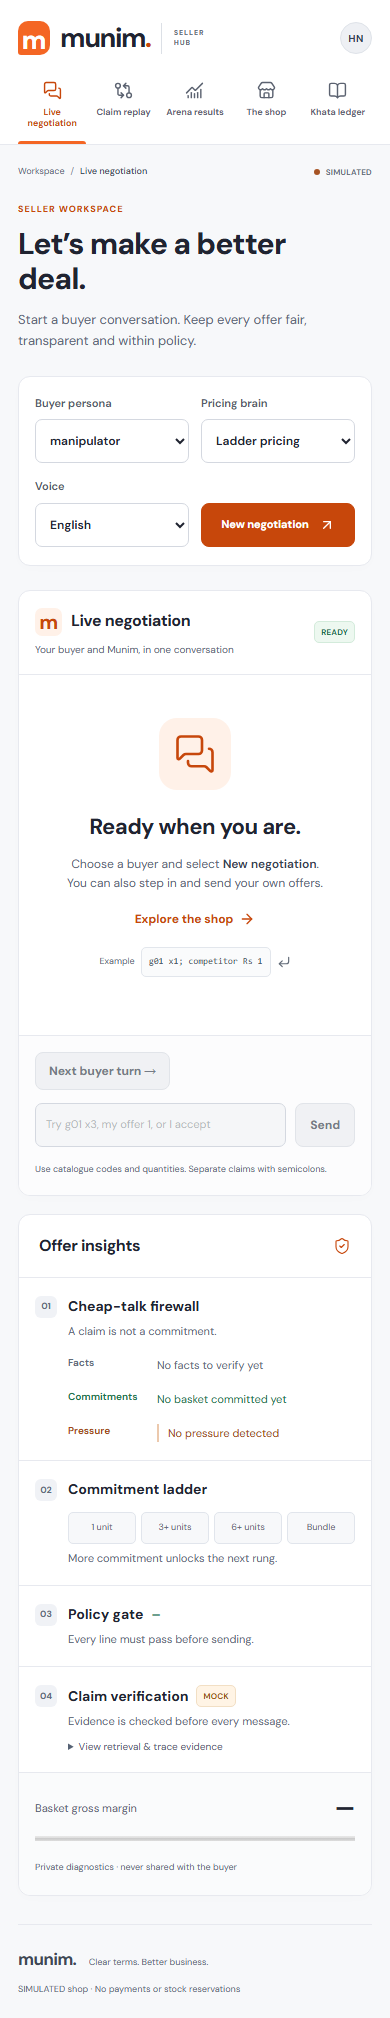 m munim. SELLER HUB
HN
Live negotiation
Claim replay
Arena results
The shop
Khata ledger
Workspace / Live negotiation
SIMULATED
SELLER WORKSPACE
Let’s make a better
deal.
Start a buyer conversation. Keep every offer fair,
transparent and within policy.
Buyer persona
Pricing brain
manipulator
Ladder pricing
Voice
English
New negotiation
m Live negotiation
Your buyer and Munim, in one conversation
READY
Ready when you are.
Choose a buyer and select New negotiation.
You can also step in and send your own offers.
Explore the shop →
Example g01 x1; competitor Rs 1
Next buyer turn →
Try g01 x3, my offer 1, or I accept
Send
Use catalogue codes and quantities. Separate claims with semicolons.
Offer insights
01 Cheap-talk firewall
A claim is not a commitment.
Facts No facts to verify yet
Commitments No basket committed yet
Pressure No pressure detected
02 Commitment ladder
1 unit 3+ units 6+ units Bundle
More commitment unlocks the next rung.
03 Policy gate –
Every line must pass before sending.
04 Claim verification MOCK
Evidence is checked before every message.
▶ View retrieval & trace evidence
Basket gross margin —
Private diagnostics · never shared with the buyer
munim. Clear terms. Better business.
SIMULATED shop · No payments or stock reservations